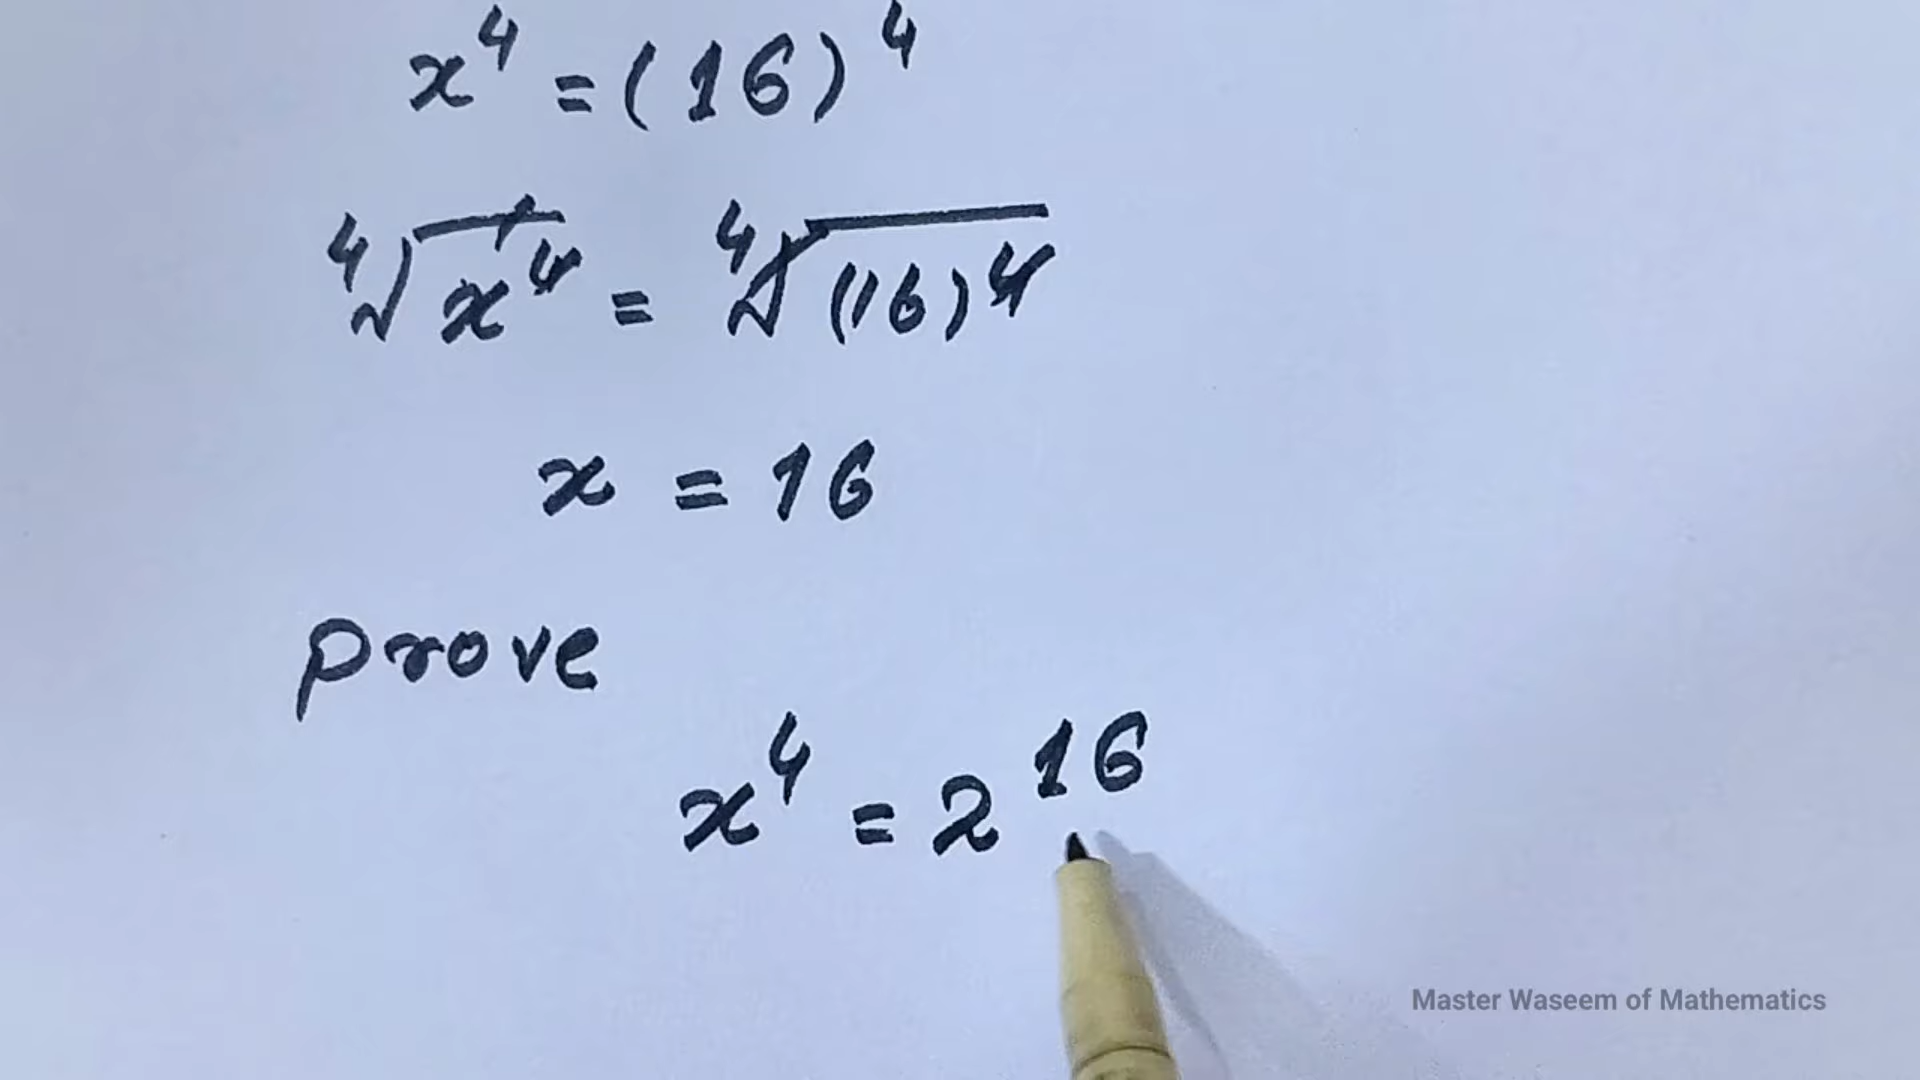 x⁴ = (16)⁴
⁴√x⁴ = ⁴√(16)⁴
x = 16
prove
x⁴ = 2¹⁶
Master Waseem of Mathematics